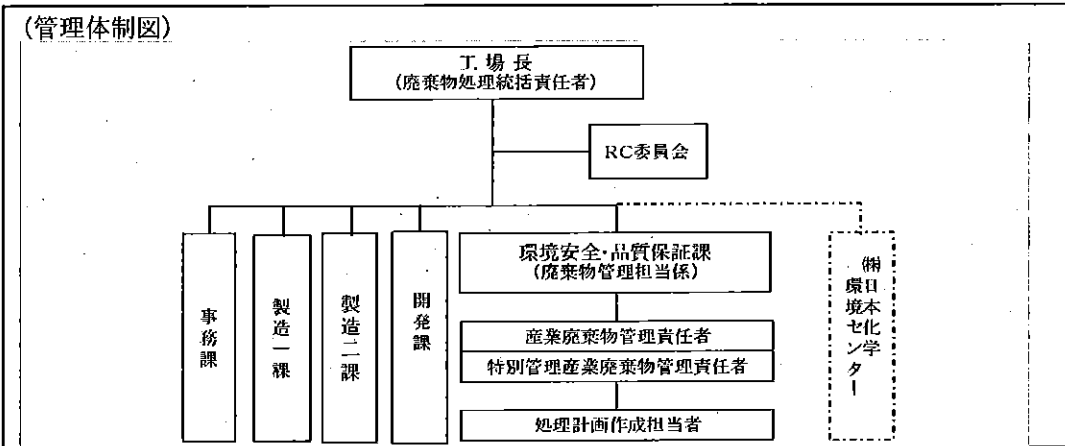 (管理体制図)
工場長
(廃棄物処理統括責任者)
RC委員会
事務課
製造一課
製造二課
開発課
環境安全・品質保証課
(廃棄物管理担当係)
産業廃棄物管理責任者
特別管理産業廃棄物管理責任者
処理計画作成担当者
㈱日本化学
環境センター